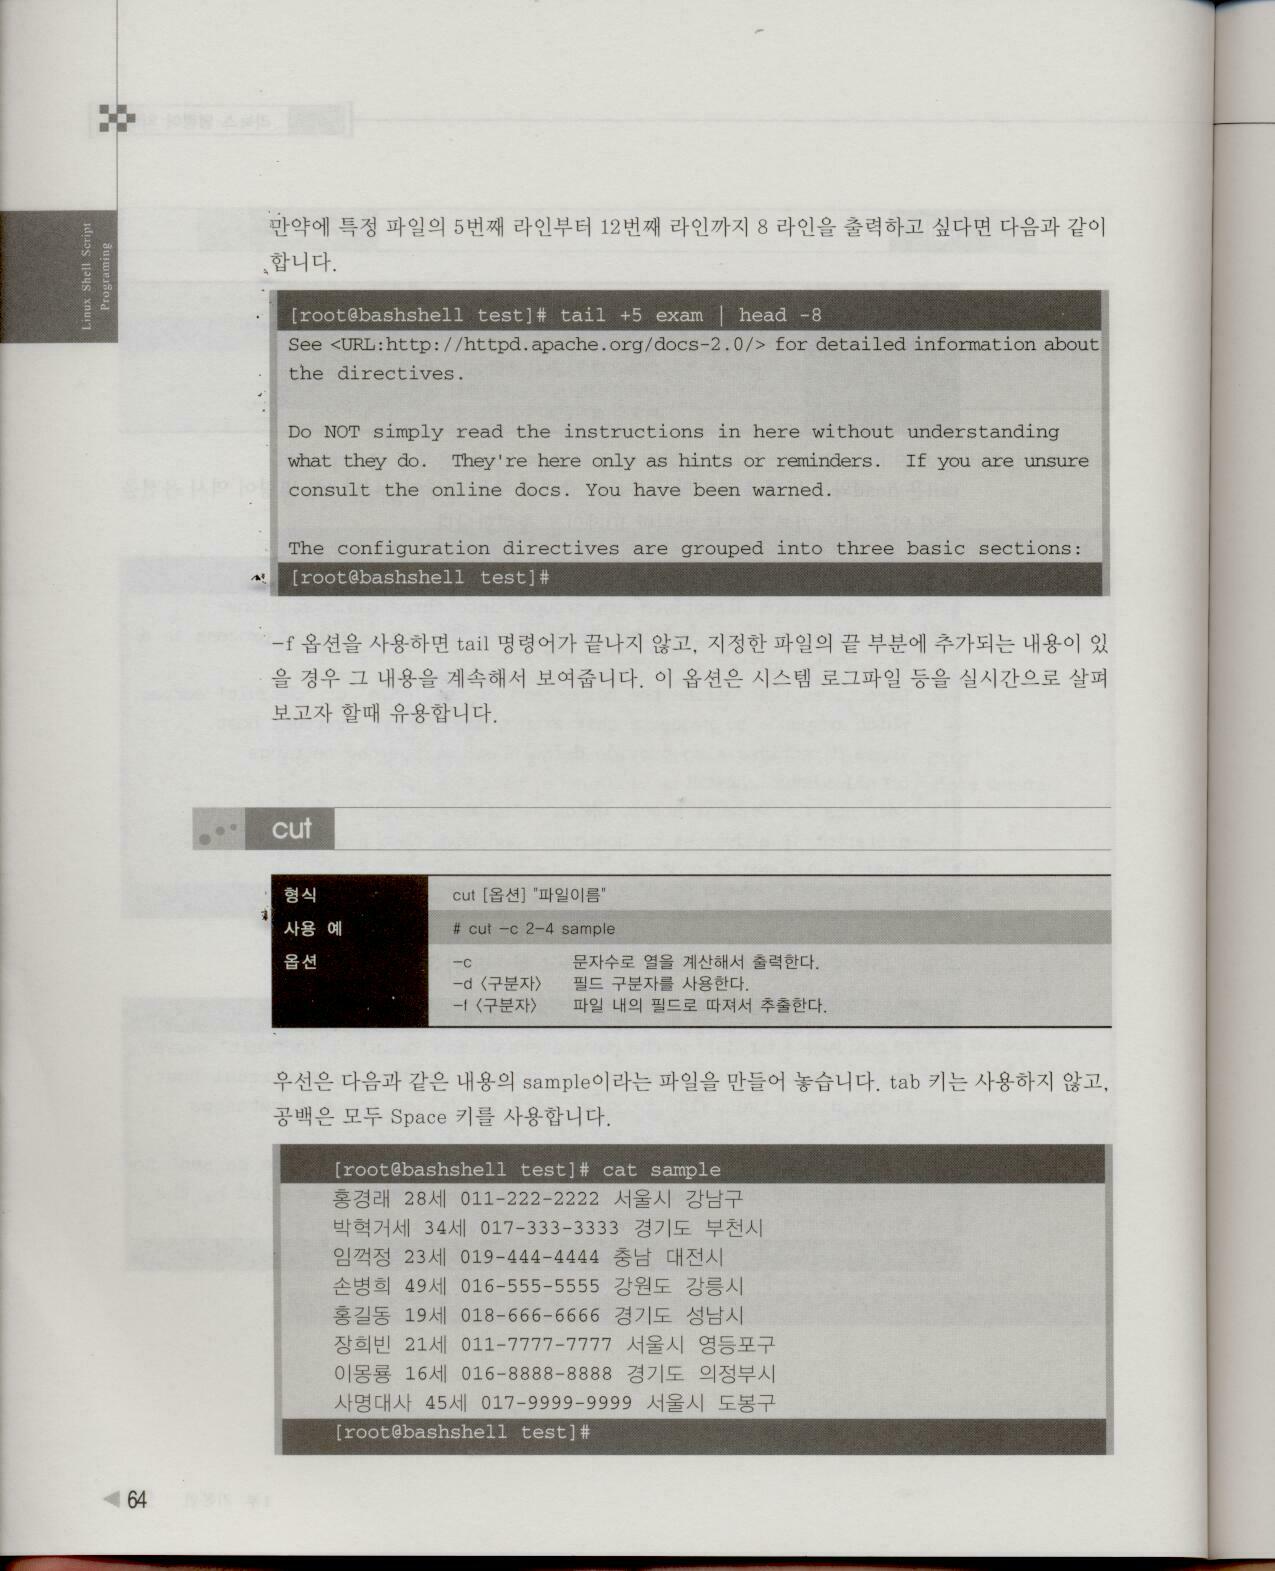 Linux Shell Script
Programing
만약에 특정 파일의 5번째 라인부터 12번째 라인까지 8 라인을 출력하고 싶다면 다음과 같이
합니다.
[root@bashshell test]# tail +5 exam | head -8
See <URL:http://httpd.apache.org/docs-2.0/> for detailed information about
the directives.
Do NOT simply read the instructions in here without understanding
what they do.  They're here only as hints or reminders.  If you are unsure
consult the online docs. You have been warned.
The configuration directives are grouped into three basic sections:
[root@bashshell test]#
-f 옵션을 사용하면 tail 명령어가 끝나지 않고, 지정한 파일의 끝 부분에 추가되는 내용이 있
을 경우 그 내용을 계속해서 보여줍니다. 이 옵션은 시스템 로그파일 등을 실시간으로 살펴
보고자 할때 유용합니다.
cut
형식 cut [옵션] "파일이름"
사용 예 # cut -c 2-4 sample
옵션 -c 문자수로 열을 계산해서 출력한다.
-d 〈구분자〉 필드 구분자를 사용한다.
-f 〈구분자〉 파일 내의 필드로 따져서 추출한다.
우선은 다음과 같은 내용의 sample이라는 파일을 만들어 놓습니다. tab 키는 사용하지 않고,
공백은 모두 Space 키를 사용합니다.
[root@bashshell test]# cat sample
홍경래 28세 011-222-2222 서울시 강남구
박혁거세 34세 017-333-3333 경기도 부천시
임꺽정 23세 019-444-4444 충남 대전시
손병희 49세 016-555-5555 강원도 강릉시
홍길동 19세 018-666-6666 경기도 성남시
장희빈 21세 011-7777-7777 서울시 영등포구
이몽룡 16세 016-8888-8888 경기도 의정부시
사명대사 45세 017-9999-9999 서울시 도봉구
[root@bashshell test]#
◀ 64